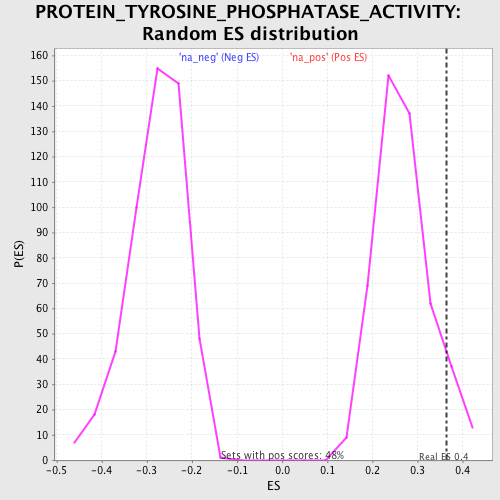 PROTEIN_TYROSINE_PHOSPHATASE_ACTIVITY:
Random ES distribution
'na_neg' (Neg ES) 'na_pos' (Pos ES)
160
150
140
130
120
110
100
90
80
70
60
50
40
30
20
10
0
P(ES)
Sets with pos scores: 48%
Real ES 0.4
-0.5 -0.4 -0.3 -0.2 -0.1 0.0 0.1 0.2 0.3 0.4
ES